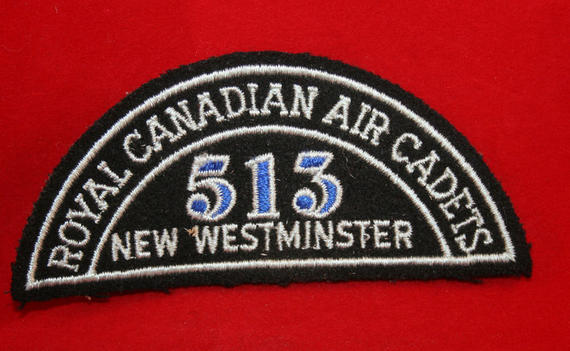 ROYAL CANADIAN AIR CADETS
513
NEW WESTMINSTER